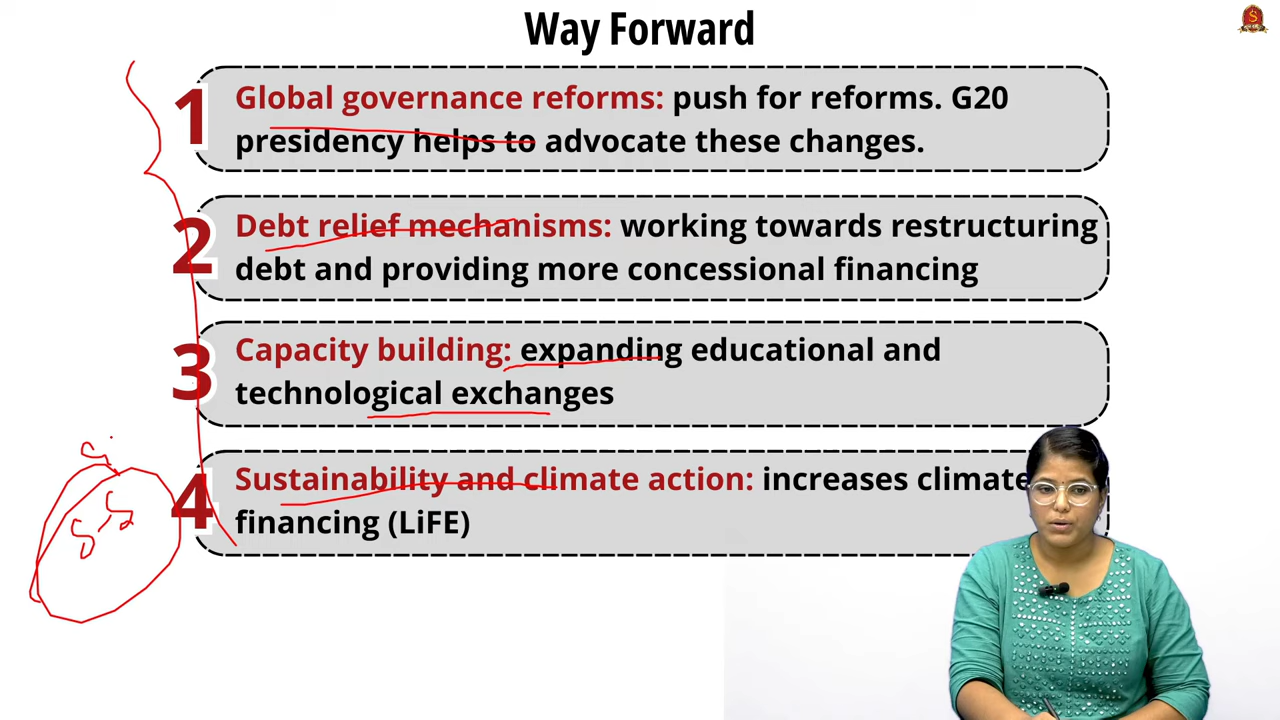 Way Forward
1
Global governance reforms: push for reforms. G20
presidency helps to advocate these changes.
2
Debt relief mechanisms: working towards restructuring
debt and providing more concessional financing
3
Capacity building: expanding educational and
technological exchanges
4
Sustainability and climate action: increases climate
financing (LiFE)